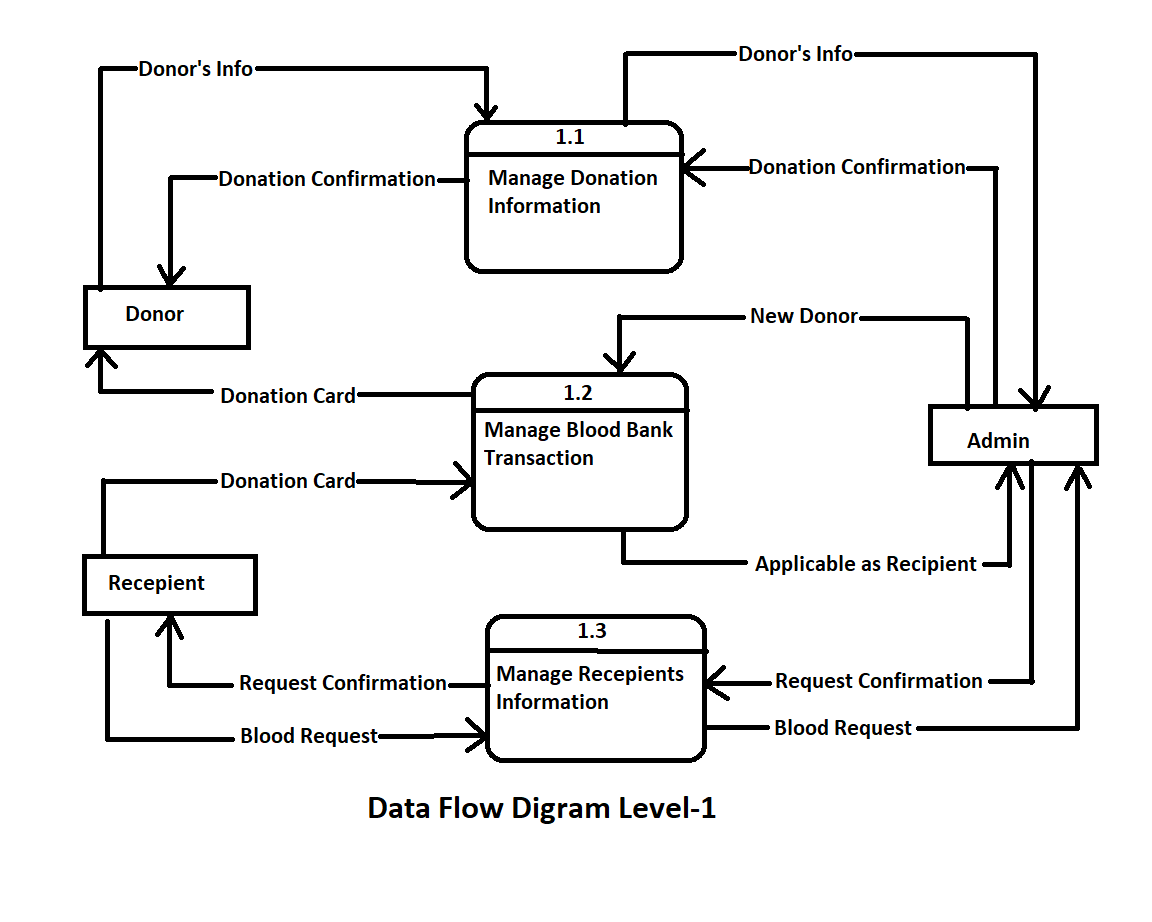 Donor's Info
Donor's Info
1.1
Donation Confirmation
Manage Donation
Information
Donation Confirmation
Donor
New Donor
Donation Card
1.2
Manage Blood Bank
Transaction
Admin
Donation Card
Applicable as Recipient
Recepient
1.3
Request Confirmation
Manage Recepients
Information
Request Confirmation
Blood Request
Blood Request
Data Flow Digram Level-1